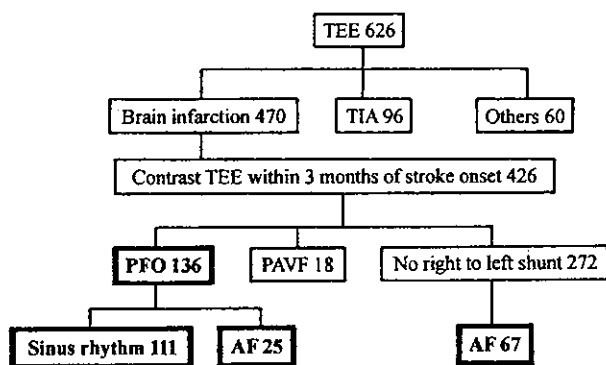 TEE 626
Brain infarction 470
TIA 96
Others 60
Contrast TEE within 3 months of stroke onset 426
PFO 136
PAVF 18
No right to left shunt 272
Sinus rhythm 111
AF 25
AF 67